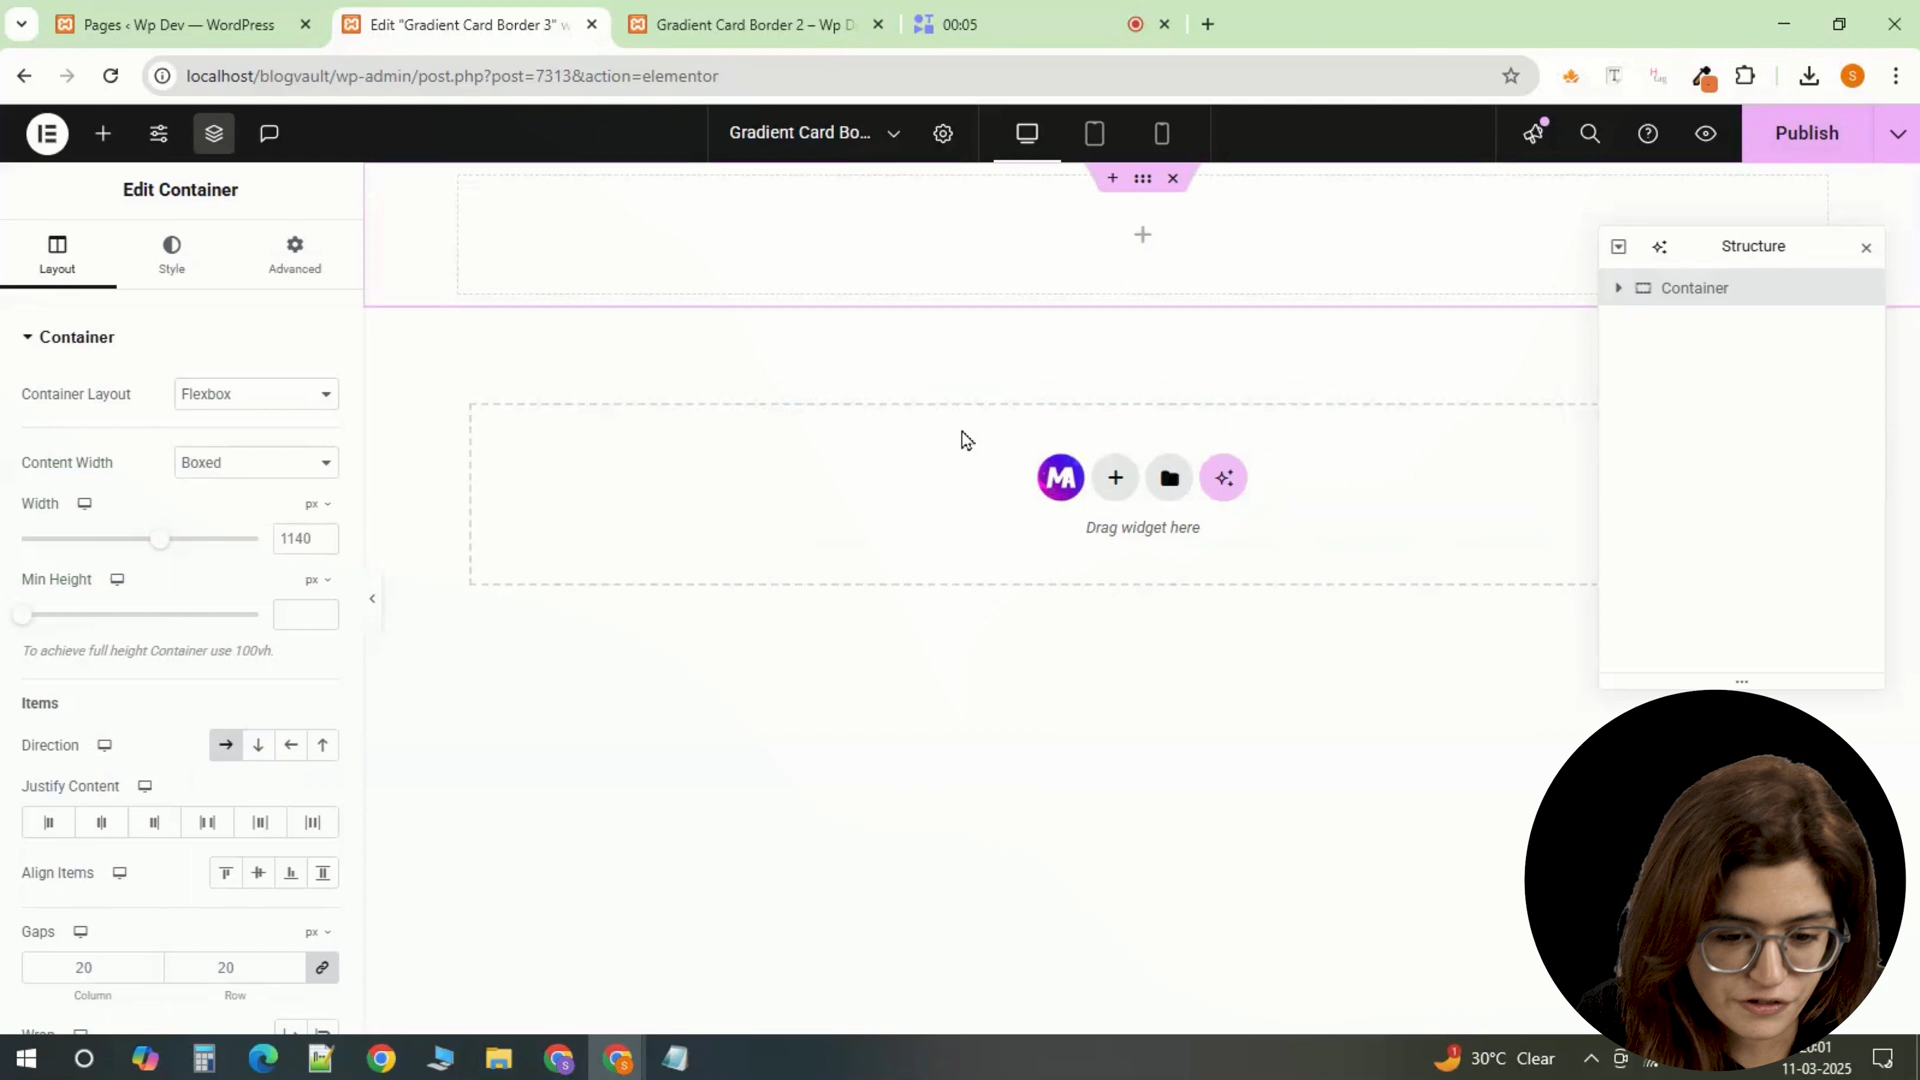 Pages ‹ Wp Dev — WordPress
Edit "Gradient Card Border 3" w
Gradient Card Border 2 – Wp D
00:05
localhost/blogvault/wp-admin/post.php?post=7313&action=elementor
S
Gradient Card Bo...
Publish
Edit Container
Layout
Style
Advanced
Structure
Container
Container
Container Layout
Flexbox
Content Width
Boxed
Width
px
1140
Min Height
px
To achieve full height Container use 100vh.
MA
Drag widget here
Items
Direction
Justify Content
Align Items
Gaps
px
20
20
Column
Row
Wrap
30°C Clear
11-03-2025